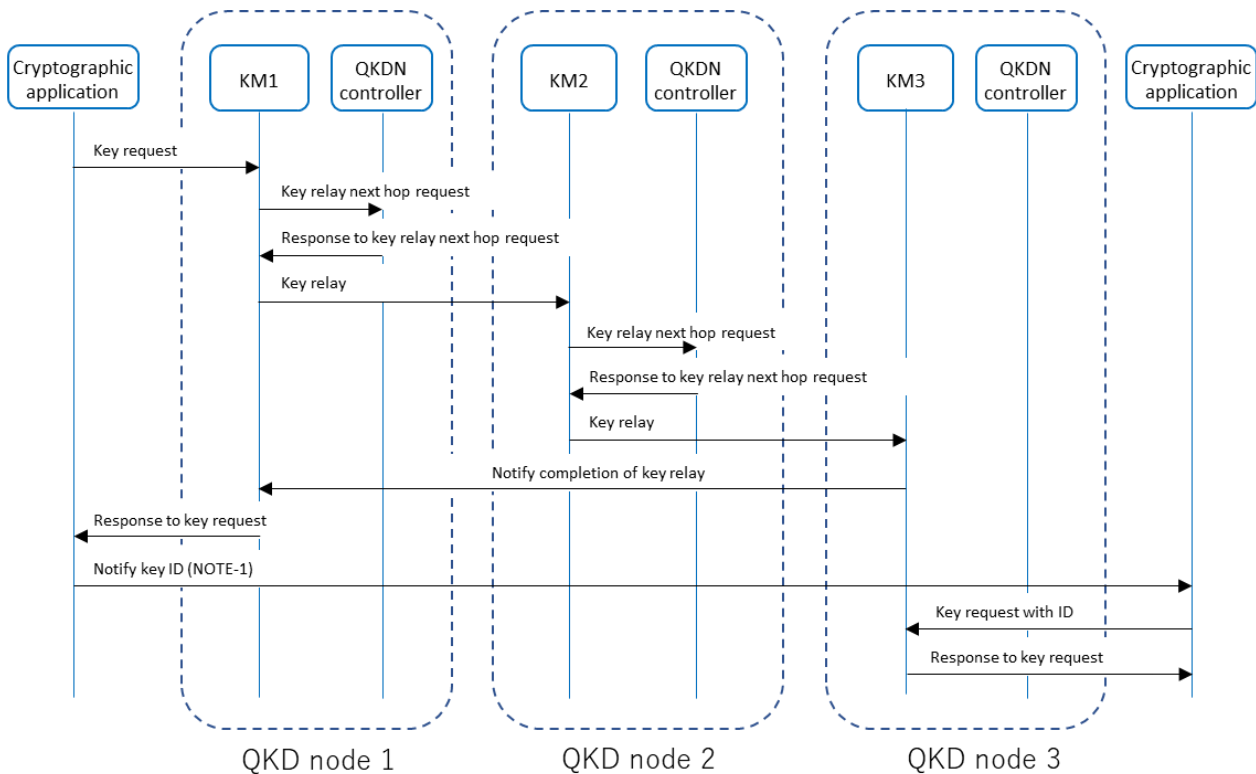 Cryptographic
application
KM1
QKDN
controller
KM2
QKDN
controller
KM3
QKDN
controller
Cryptographic
application
Key request
Key relay next hop request
Response to key relay next hop request
Key relay
Key relay next hop request
Response to key relay next hop request
Key relay
Notify completion of key relay
Response to key request
Notify key ID (NOTE-1)
Key request with ID
Response to key request
QKD node 1
QKD node 2
QKD node 3